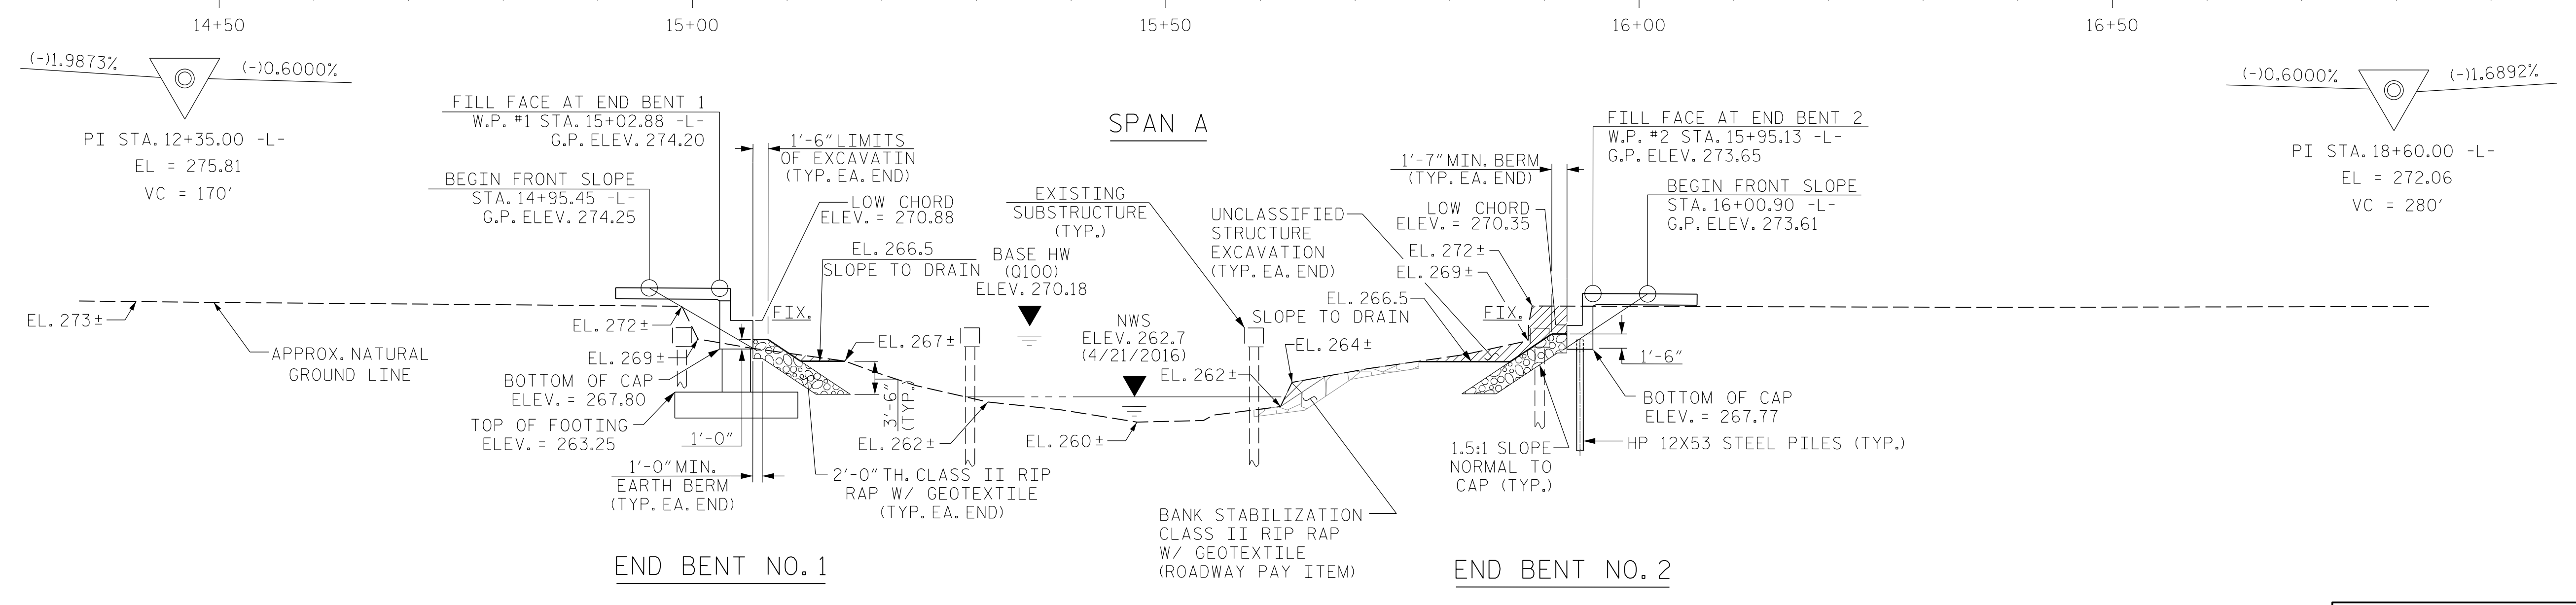 14+50
15+00
15+50
16+00
16+50
(-)1.9873%
(-)0.6000%
PI STA. 12+35.00 -L-
EL = 275.81
VC = 170'
FILL FACE AT END BENT 1
W.P. #1 STA. 15+02.88 -L-
G.P. ELEV. 274.20
BEGIN FRONT SLOPE
STA. 14+95.45 -L-
G.P. ELEV. 274.25
1'-6" LIMITS
OF EXCAVATIN
(TYP. EA. END)
LOW CHORD
ELEV. = 270.88
EL. 266.5
SLOPE TO DRAIN
SPAN A
EXISTING
SUBSTRUCTURE
(TYP.)
BASE HW
(Q100)
ELEV. 270.18
NWS
ELEV. 262.7
(4/21/2016)
UNCLASSIFIED
STRUCTURE
EXCAVATION
(TYP. EA. END)
1'-7" MIN. BERM
(TYP. EA. END)
LOW CHORD
ELEV. = 270.35
EL. 272±
EL. 269±
EL. 266.5
SLOPE TO DRAIN
FIX.
FILL FACE AT END BENT 2
W.P. #2 STA. 15+95.13 -L-
G.P. ELEV. 273.65
BEGIN FRONT SLOPE
STA. 16+00.90 -L-
G.P. ELEV. 273.61
(-)0.6000%
(-)1.6892%
PI STA. 18+60.00 -L-
EL = 272.06
VC = 280'
EL. 273±
APPROX. NATURAL
GROUND LINE
EL. 272±
EL. 269±
FIX.
EL. 267±
BOTTOM OF CAP
ELEV. = 267.80
TOP OF FOOTING
ELEV. = 263.25
1'-0"
1'-0" MIN.
EARTH BERM
(TYP. EA. END)
3'-6"
(TYP.)
EL. 262±
2'-0" TH. CLASS II RIP
RAP W/ GEOTEXTILE
(TYP. EA. END)
EL. 260±
EL. 262±
EL. 264±
BANK STABILIZATION
CLASS II RIP RAP
W/ GEOTEXTILE
(ROADWAY PAY ITEM)
1.5:1 SLOPE
NORMAL TO
CAP (TYP.)
1'-6"
BOTTOM OF CAP
ELEV. = 267.77
HP 12X53 STEEL PILES (TYP.)
END BENT NO. 1
END BENT NO. 2